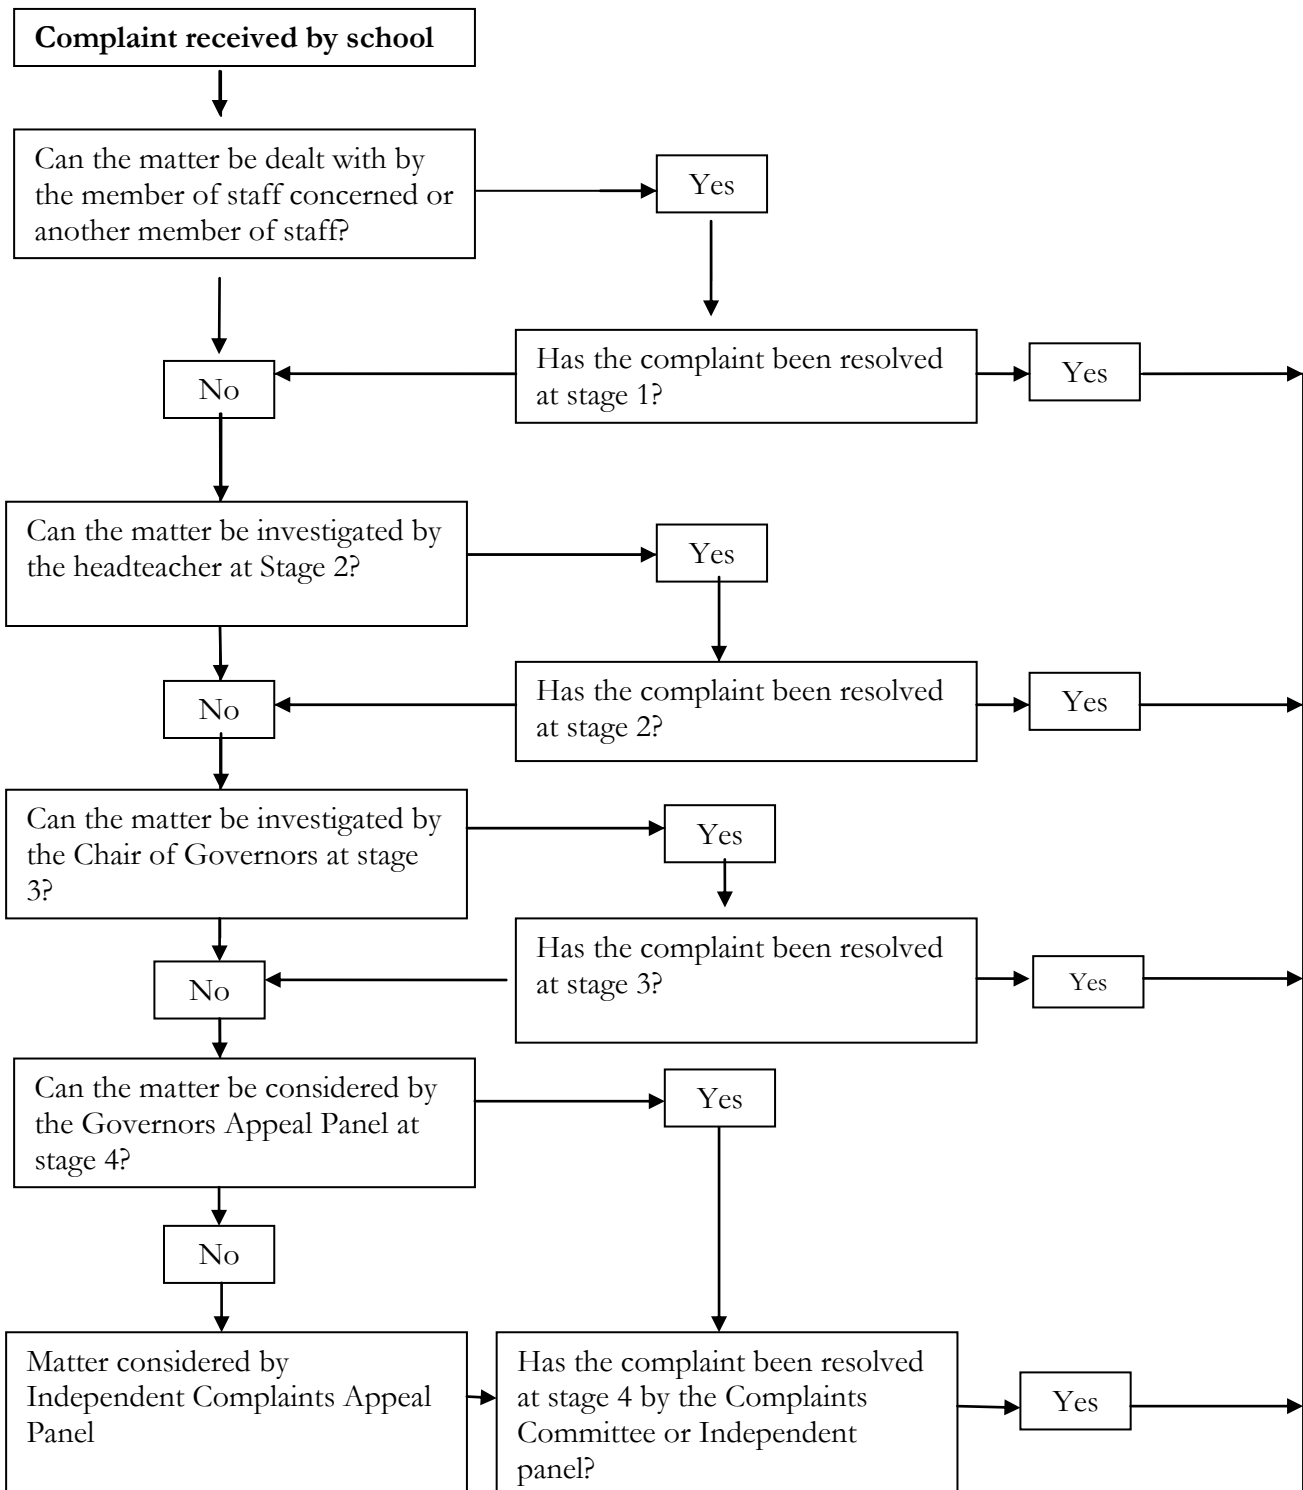 Complaint received by school
Can the matter be dealt with by
the member of staff concerned or
another member of staff?
Yes
Has the complaint been resolved
at stage 1?
Yes
No
Can the matter be investigated by
the headteacher at Stage 2?
Yes
Has the complaint been resolved
at stage 2?
Yes
No
Can the matter be investigated by
the Chair of Governors at stage
3?
Yes
Has the complaint been resolved
at stage 3?
Yes
No
Can the matter be considered by
the Governors Appeal Panel at
stage 4?
Yes
No
Matter considered by
Independent Complaints Appeal
Panel
Has the complaint been resolved
at stage 4 by the Complaints
Committee or Independent
panel?
Yes